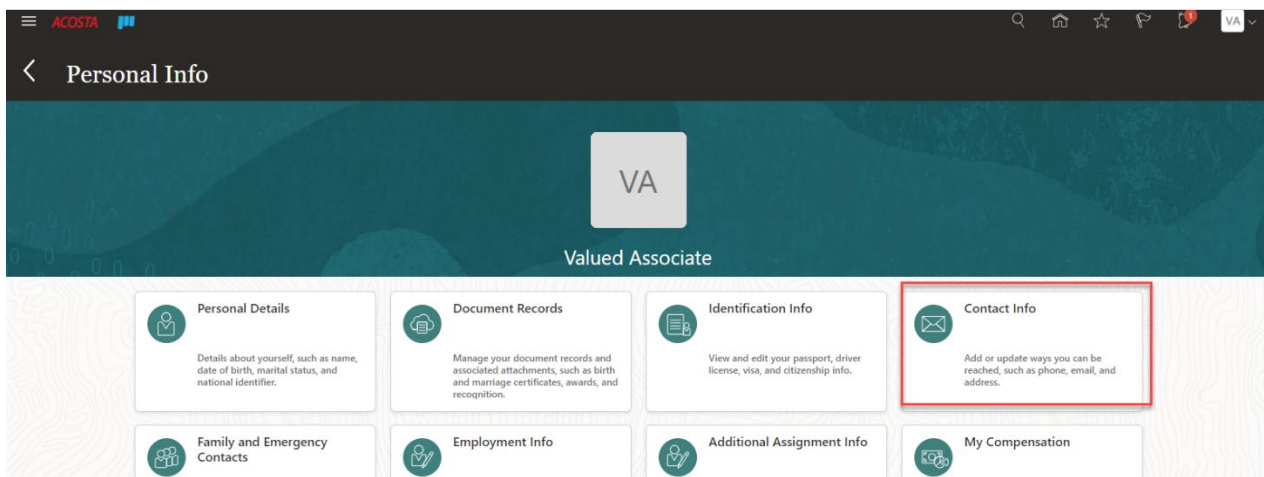 ACOSTA
1
VA
Personal Info
VA
Valued Associate
Personal Details
Details about yourself, such as name,
date of birth, marital status, and
national identifier.
Document Records
Manage your document records and
associated attachments, such as birth
and marriage certificates, awards, and
recognition.
Identification Info
View and edit your passport, driver
license, visa, and citizenship info.
Contact Info
Add or update ways you can be
reached, such as phone, email, and
address.
Family and Emergency
Contacts
Employment Info
Additional Assignment Info
My Compensation